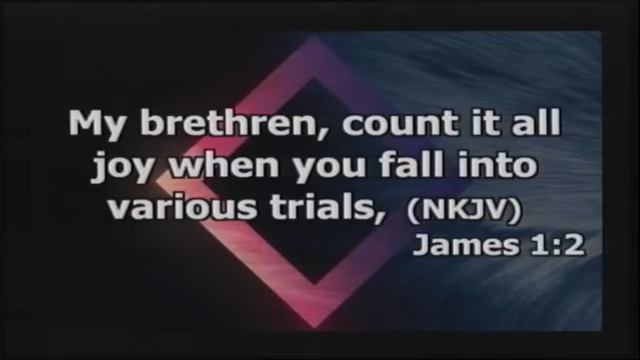 My brethren, count it all
joy when you fall into
various trials, (NKJV)
James 1:2